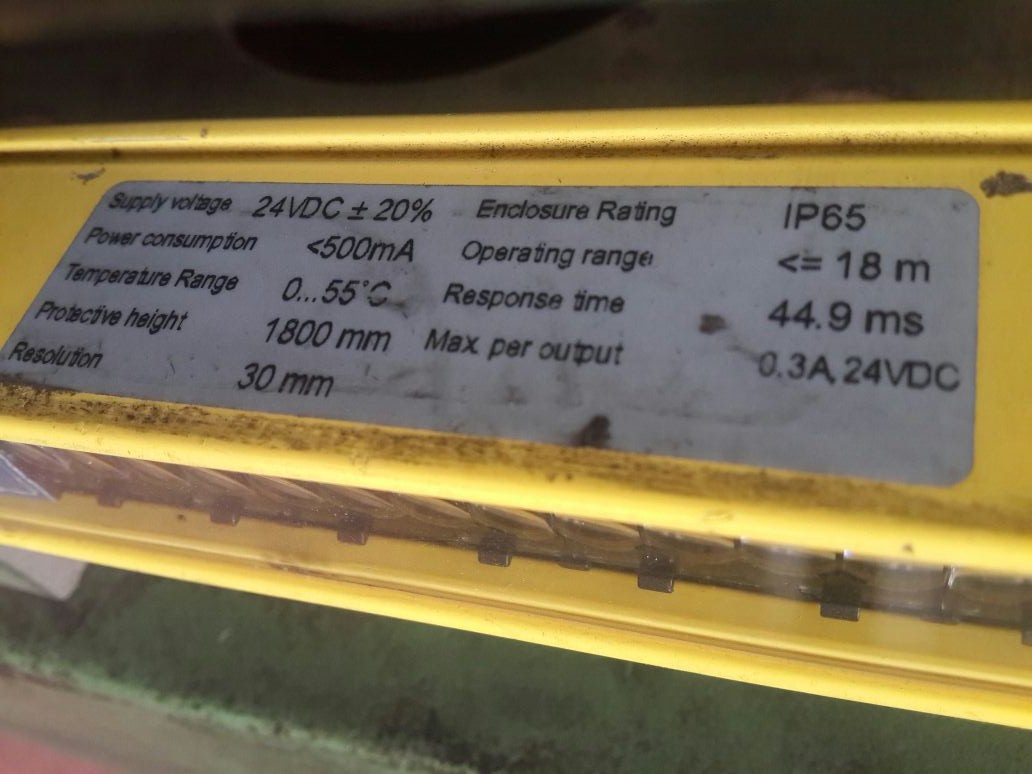 Supply voltage 24VDC ± 20% Enclosure Rating IP65
Power consumption <500mA Operating range <= 18 m
Temperature Range 0...55°C Response time 44.9 ms
Protective height 1800 mm Max. per output 0.3A,24VDC
Resolution 30 mm